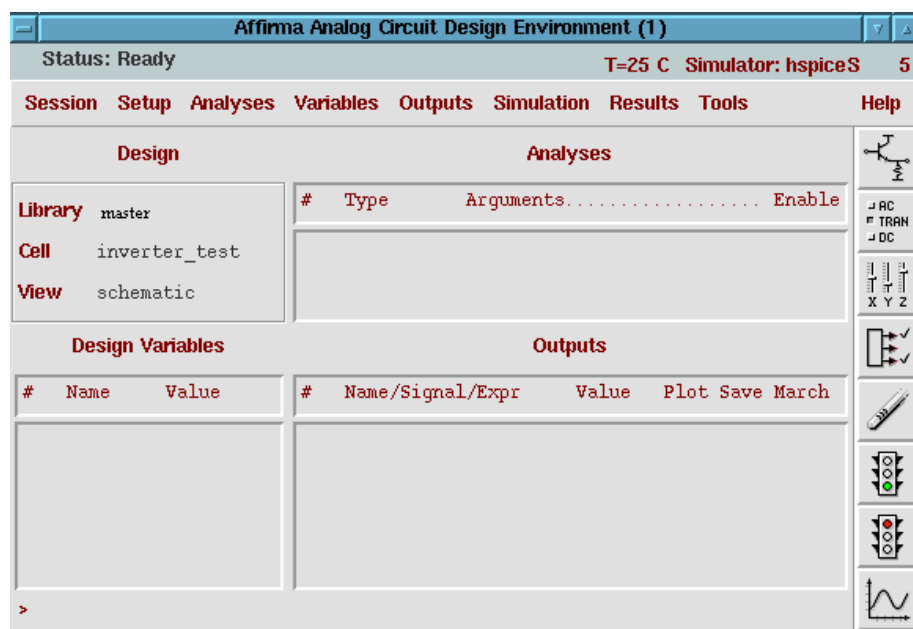 Affirma Analog Circuit Design Environment (1)
Status: Ready
T=25 C Simulator: hspiceS 5
Session Setup Analyses Variables Outputs Simulation Results Tools Help
Design
Analyses
Library master
Cell inverter_test
View schematic
# Type Arguments................... Enable
AC
TRAN
DC
X Y Z
Design Variables
Outputs
# Name Value
# Name/Signal/Expr Value Plot Save March
>